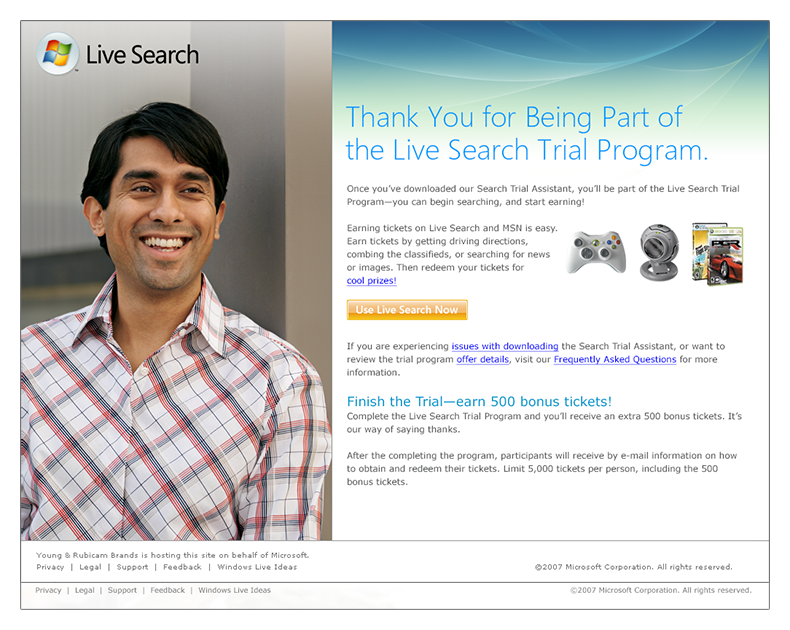 Live Search
Thank You for Being Part of
the Live Search Trial Program.
Once you've downloaded our Search Trial Assistant, you'll be part of the Live Search Trial
Program—you can begin searching, and start earning!
Earning tickets on Live Search and MSN is easy.
Earn tickets by getting driving directions,
combing the classifieds, or searching for news
or images. Then redeem your tickets for
cool prizes!
Use Live Search Now
If you are experiencing issues with downloading the Search Trial Assistant, or want to
review the trial program offer details, visit our Frequently Asked Questions for more
information.
Finish the Trial—earn 500 bonus tickets!
Complete the Live Search Trial Program and you'll receive an extra 500 bonus tickets. It's
our way of saying thanks.
After the completing the program, participants will receive by e-mail information on how
to obtain and redeem their tickets. Limit 5,000 tickets per person, including the 500
bonus tickets.
Young & Rubicam Brands is hosting this site on behalf of Microsoft.
Privacy | Legal | Support | Feedback | Windows Live Ideas
©2007 Microsoft Corporation. All rights reserved.
Privacy | Legal | Support | Feedback | Windows Live Ideas
©2007 Microsoft Corporation. All rights reserved.